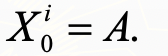 $X_0^i = A.$